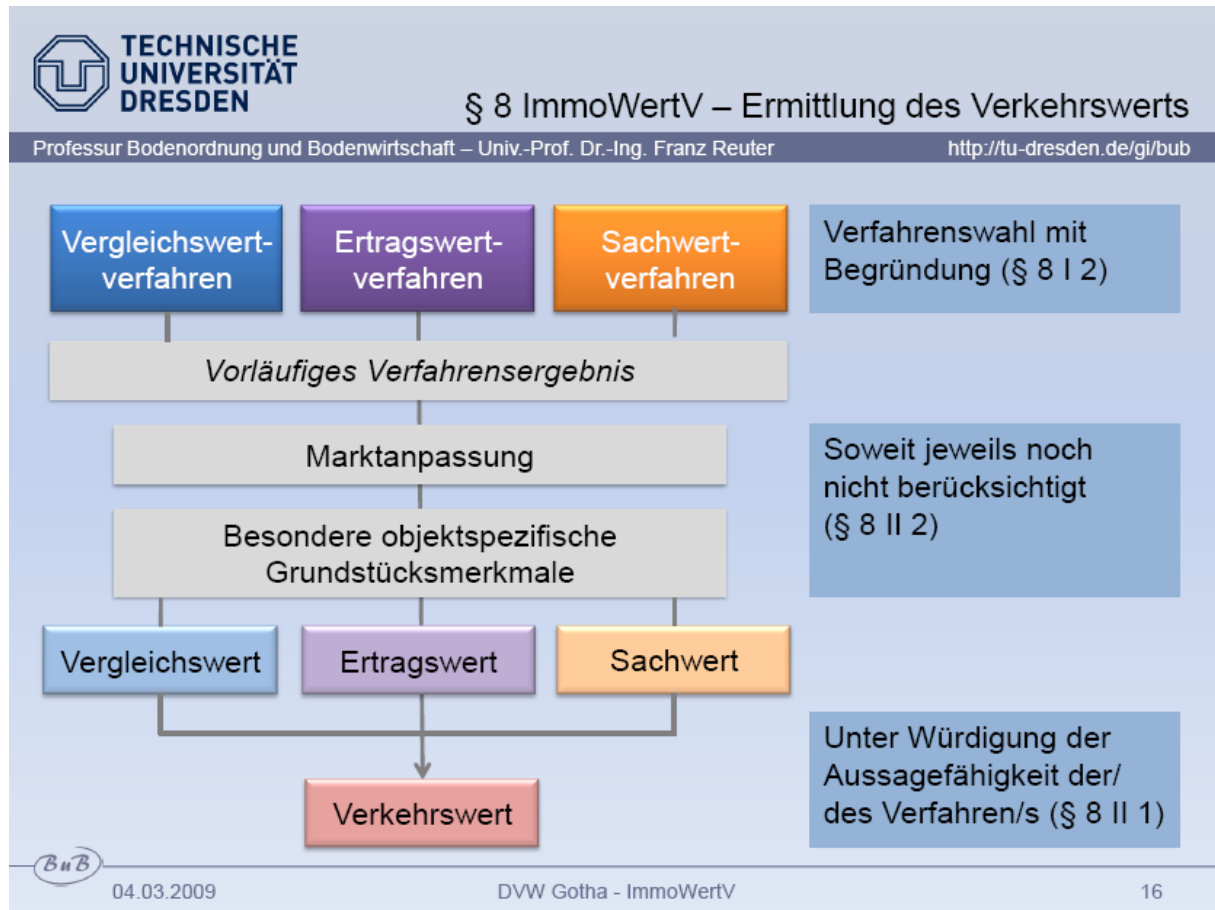 TECHNISCHE
UNIVERSITÄT
DRESDEN
§ 8 ImmoWertV – Ermittlung des Verkehrswerts
Professur Bodenordnung und Bodenwirtschaft – Univ.-Prof. Dr.-Ing. Franz Reuter
http://tu-dresden.de/gi/bub
Vergleichswert-
verfahren
Ertragswert-
verfahren
Sachwert-
verfahren
Verfahrenswahl mit
Begründung (§ 8 I 2)
Vorläufiges Verfahrensergebnis
Marktanpassung
Soweit jeweils noch
nicht berücksichtigt
(§ 8 II 2)
Besondere objektspezifische
Grundstücksmerkmale
Vergleichswert
Ertragswert
Sachwert
Unter Würdigung der
Aussagefähigkeit der/
des Verfahren/s (§ 8 II 1)
Verkehrswert
BuB
04.03.2009
DVW Gotha - ImmoWertV
16